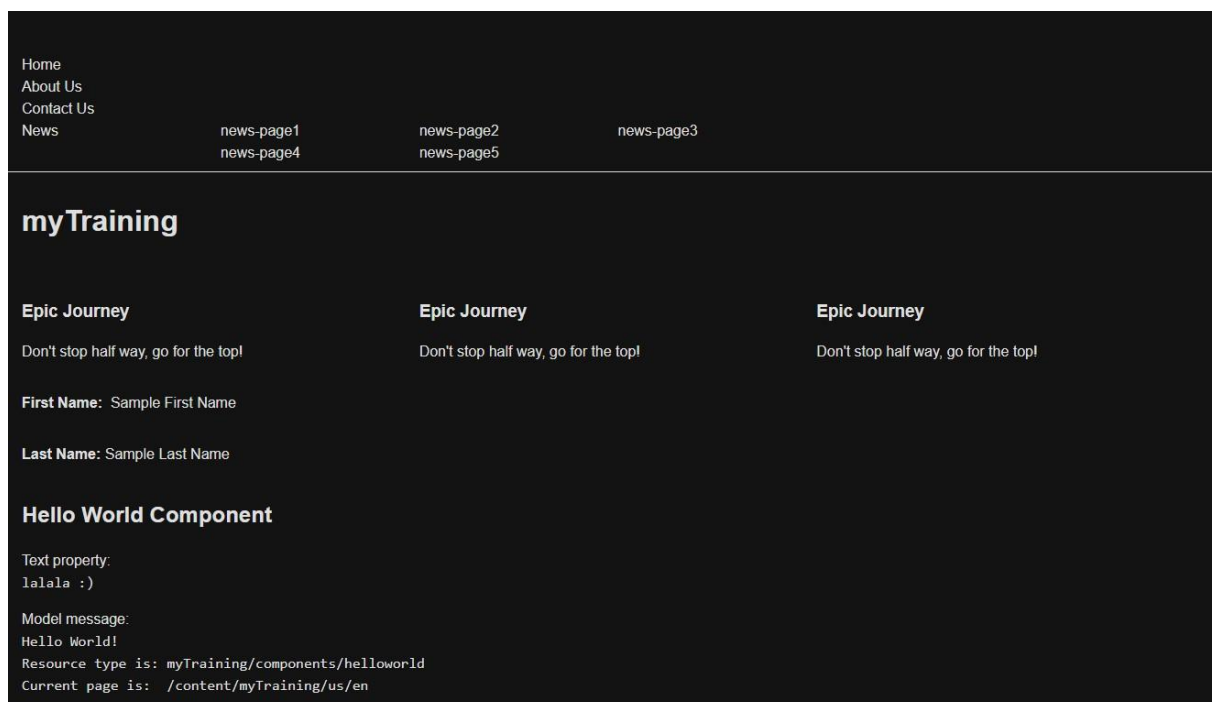 Home
About Us
Contact Us
News news-page1 news-page2 news-page3
news-page4 news-page5
myTraining
Epic Journey Epic Journey Epic Journey
Don't stop half way, go for the top! Don't stop half way, go for the top! Don't stop half way, go for the top!
First Name: Sample First Name
Last Name: Sample Last Name
Hello World Component
Text property:
lalala :)
Model message:
Hello World!
Resource type is: myTraining/components/helloworld
Current page is: /content/myTraining/us/en